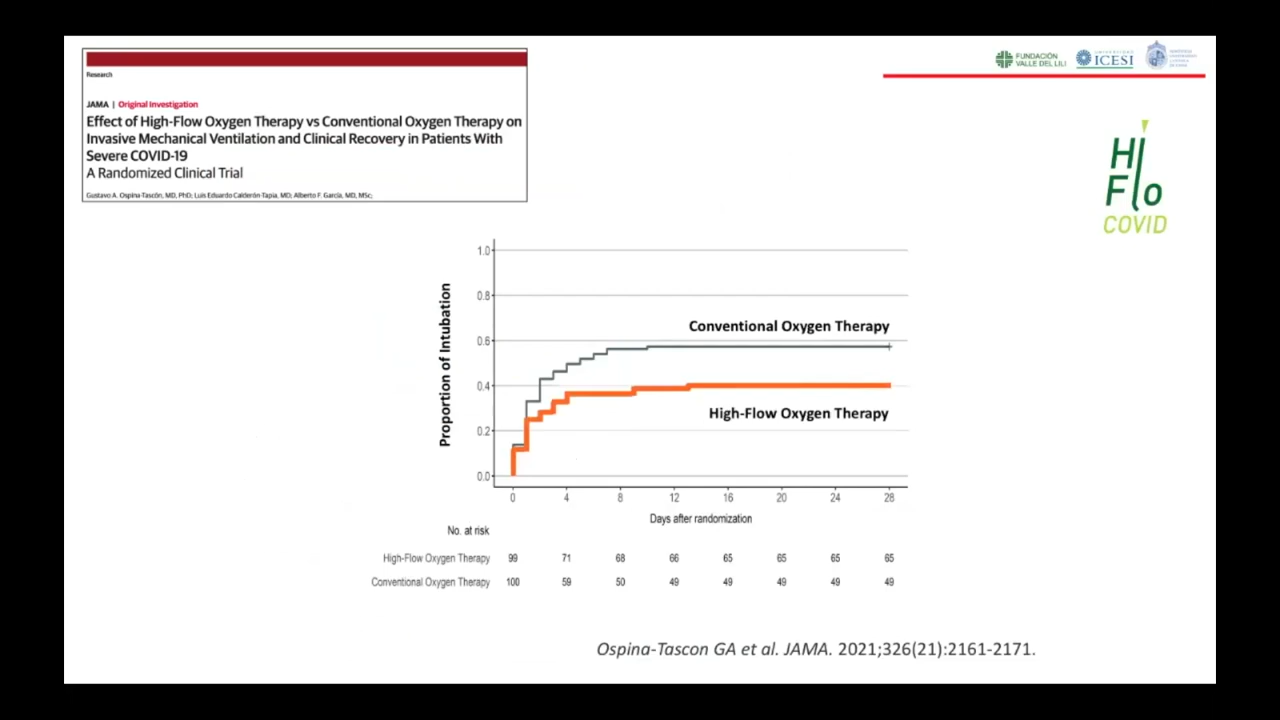 Research
JAMA | Original Investigation
Effect of High-Flow Oxygen Therapy vs Conventional Oxygen Therapy on
Invasive Mechanical Ventilation and Clinical Recovery in Patients With
Severe COVID-19
A Randomized Clinical Trial
Gustavo A. Ospina-Tascón, MD, PhD; Luis Eduardo Calderón-Tapia, MD; Alberto F. García, MD, MSc;
FUNDACIÓN
VALLE DEL LILI
UNIVERSIDAD
ICESI
Hi
Flo
COVID
Proportion of Intubation
1.0
0.8
0.6
0.4
0.2
0.0
Conventional Oxygen Therapy
High-Flow Oxygen Therapy
0 4 8 12 16 20 24 28
Days after randomization
No. at risk
High-Flow Oxygen Therapy 99 71 68 66 65 65 65 65
Conventional Oxygen Therapy 100 59 50 49 49 49 49 49
Ospina-Tascon GA et al. JAMA. 2021;326(21):2161-2171.